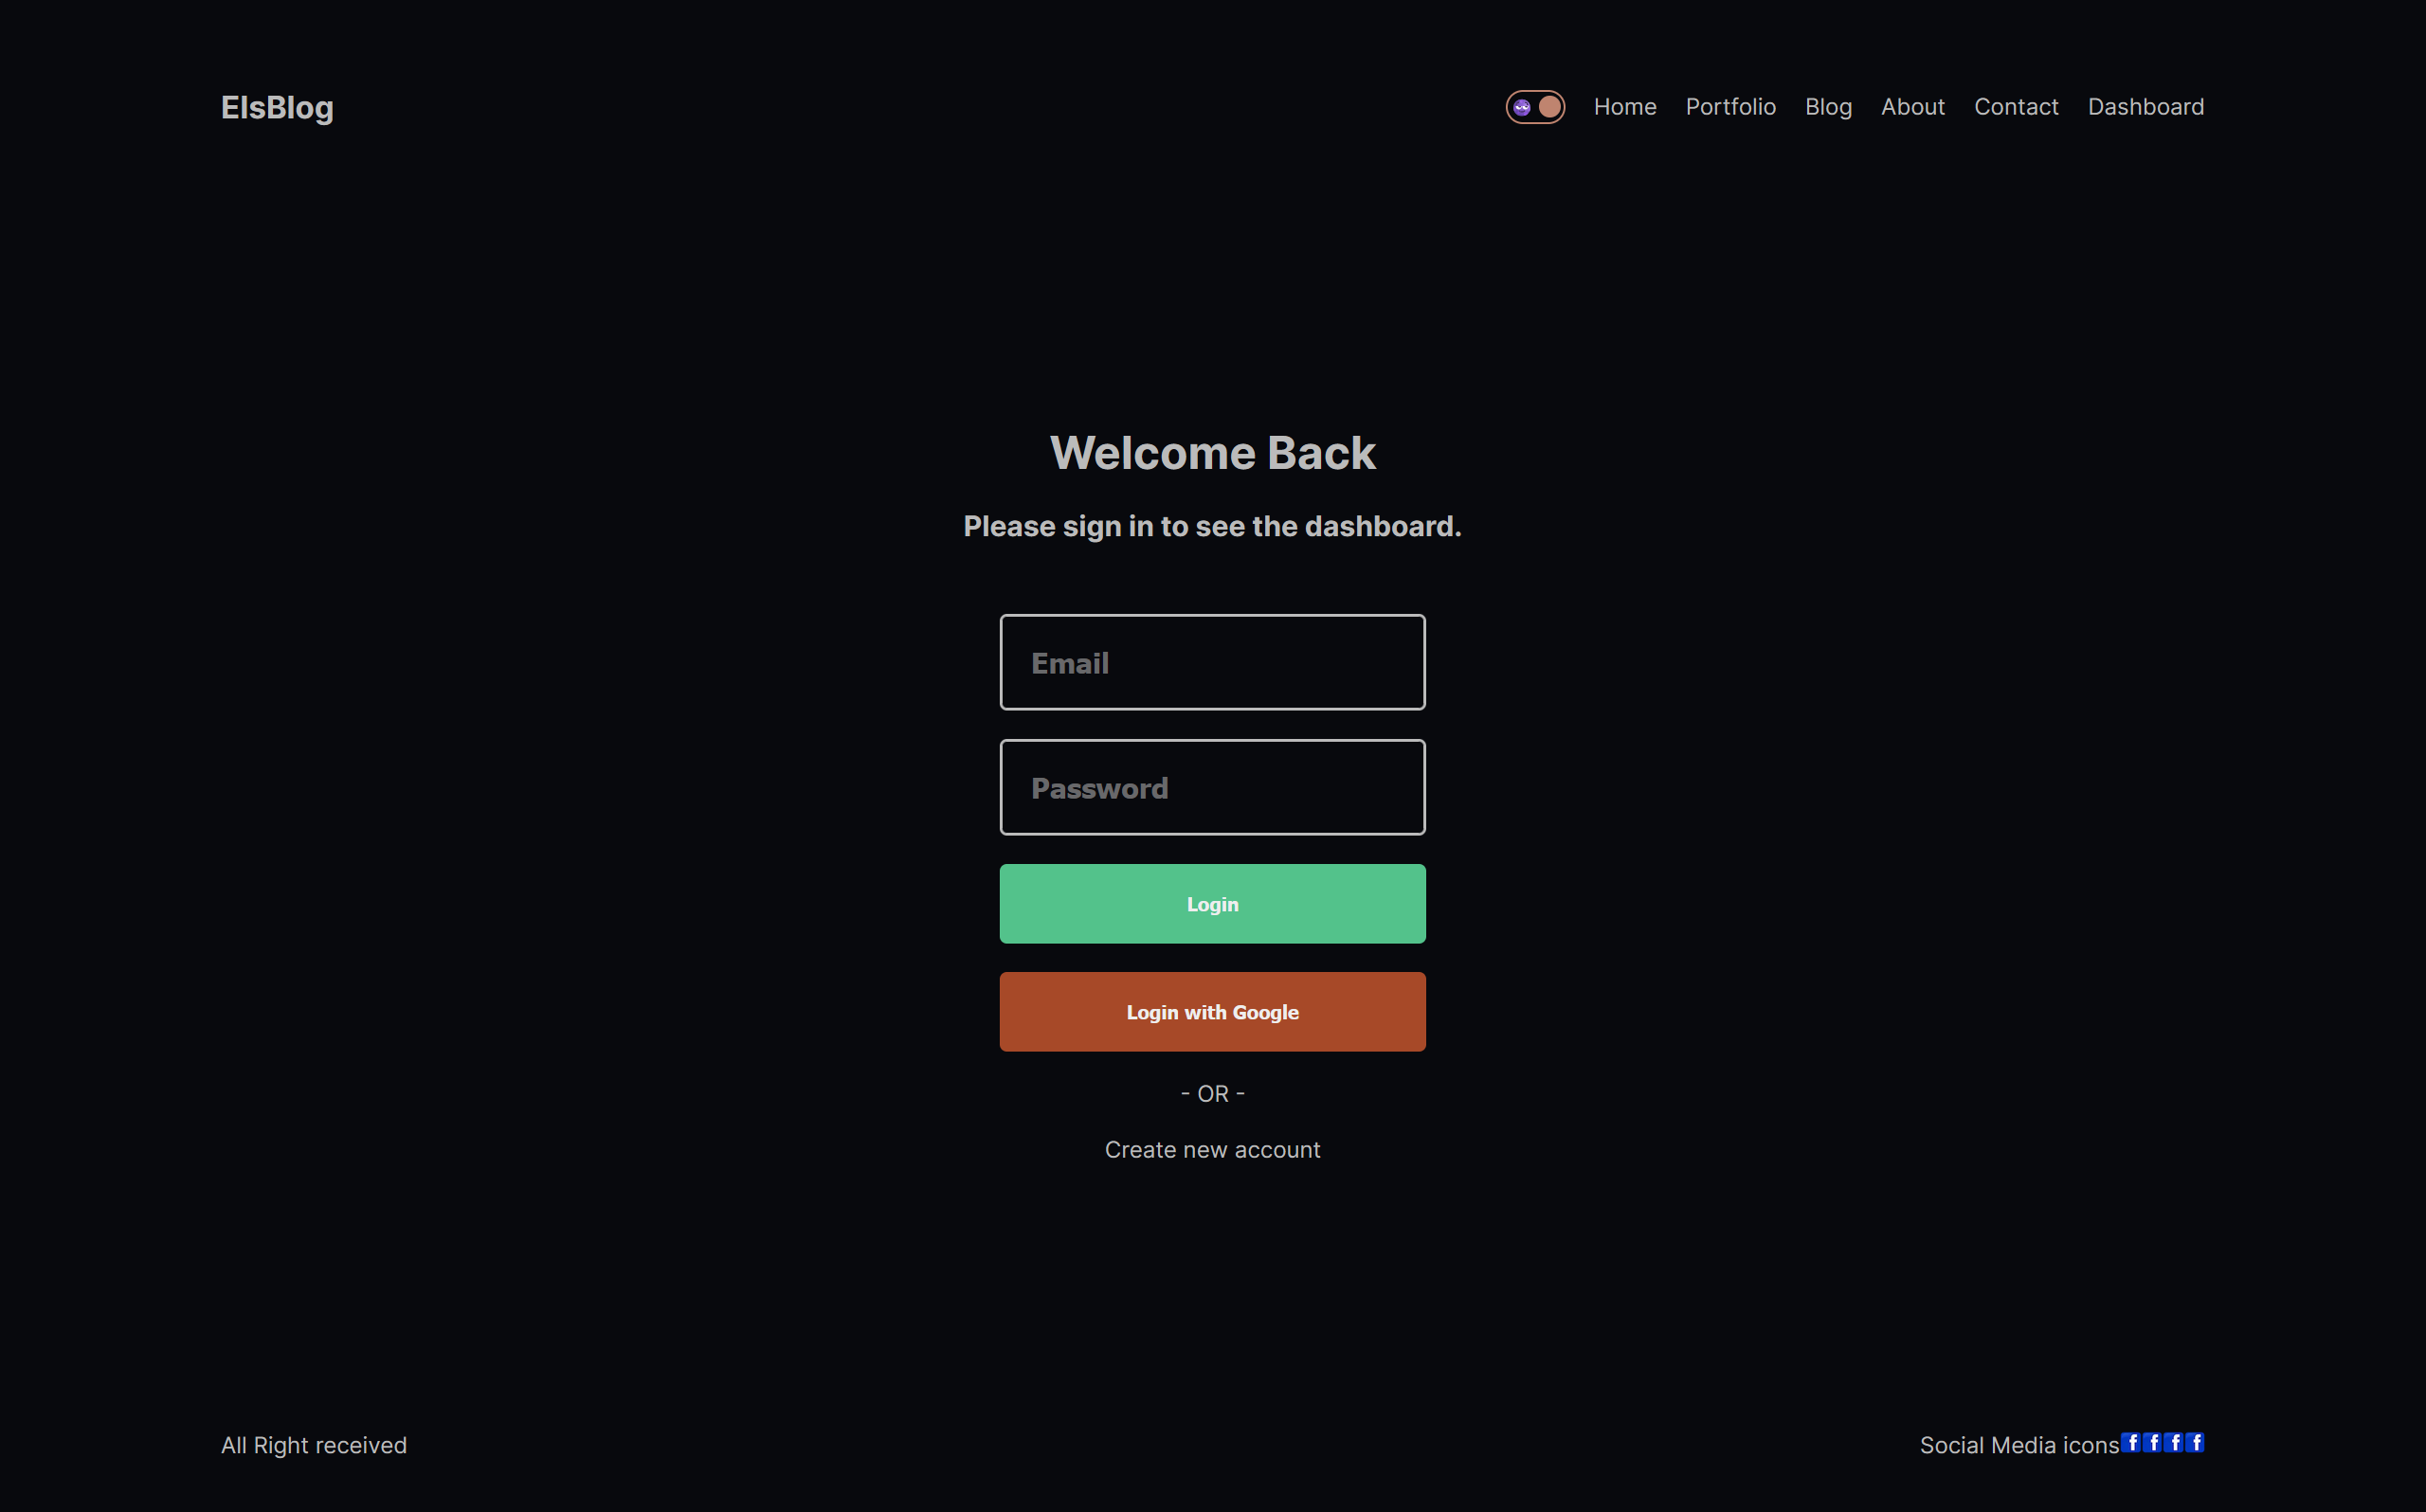 ElsBlog
Home Portfolio Blog About Contact Dashboard
Welcome Back
Please sign in to see the dashboard.
Email
Password
Login
Login with Google
- OR -
Create new account
All Right received
Social Media icons